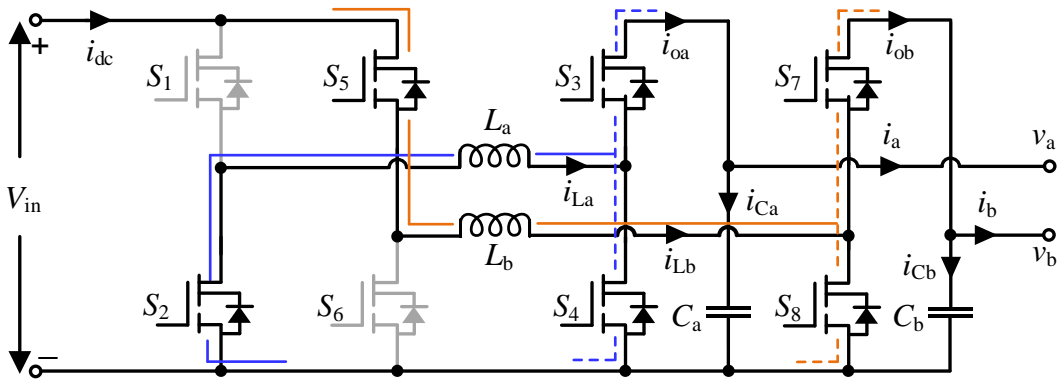 +
i_dc
S_1
S_5
S_3
i_oa
S_7
i_ob
L_a
i_a
v_a
V_in
i_La
i_Ca
i_b
L_b
i_Lb
v_b
i_Cb
S_2
S_6
S_4
C_a
S_8
C_b
−